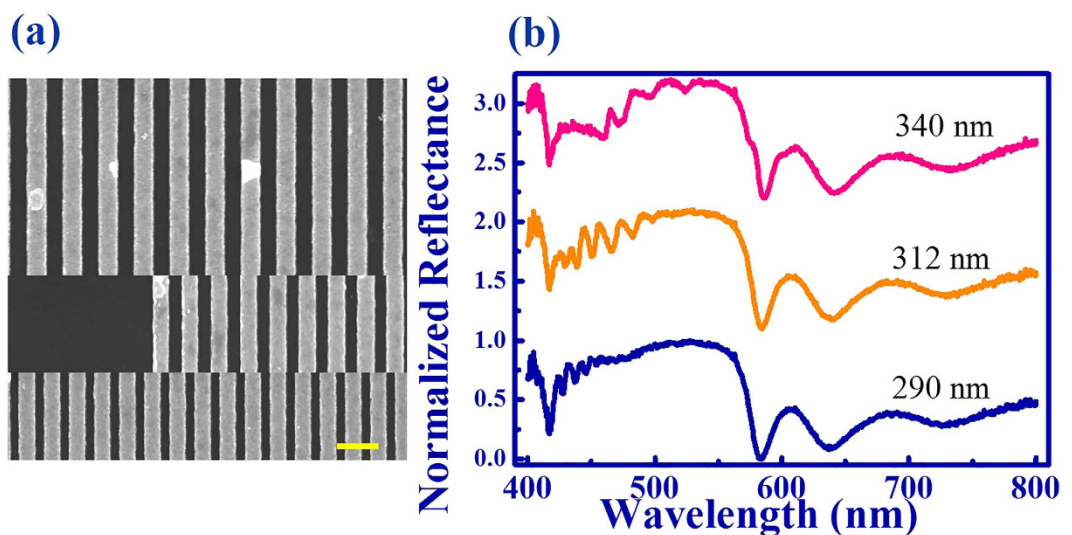 (a)
(b)
Normalized Reflectance
3.0
2.5
2.0
1.5
1.0
0.5
0.0
340 nm
312 nm
290 nm
400 500 600 700 800
Wavelength (nm)